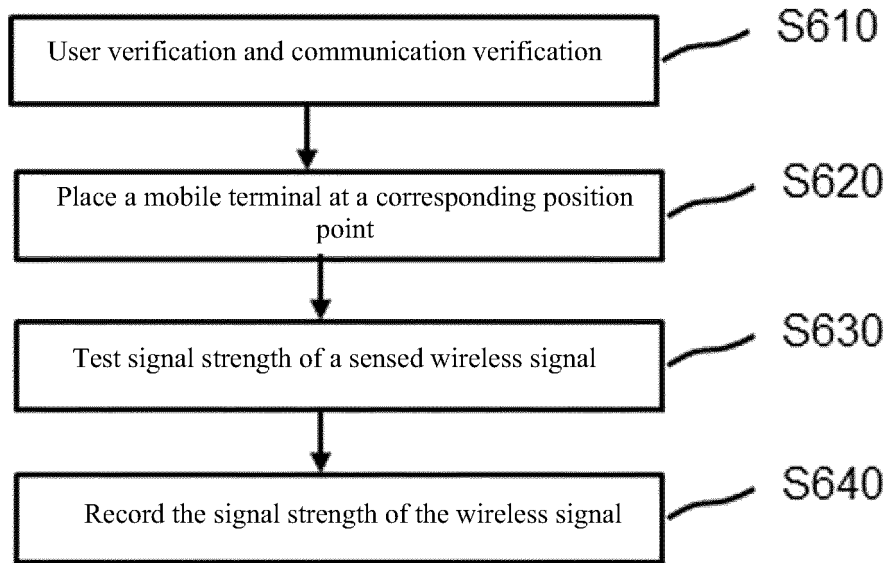 User verification and communication verification
S610
Place a mobile terminal at a corresponding position
point
S620
Test signal strength of a sensed wireless signal
S630
Record the signal strength of the wireless signal
S640